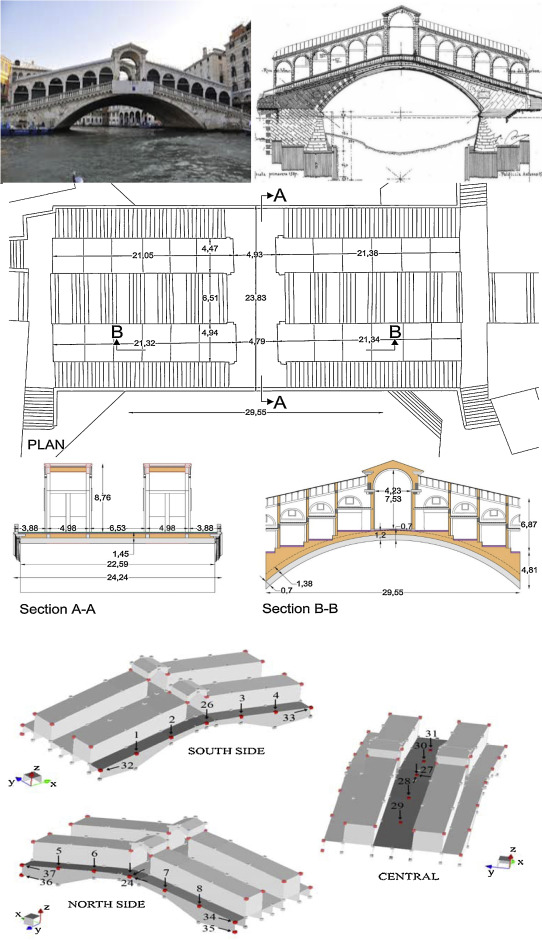 A
4,47
21,05
4,93
21,38
6,51
23,83
B
B
4,94
21,32
4,79
21,34
A
29,55
PLAN
8,76
3,88
4,98
6,53
4,98
3,88
1,45
22,59
24,24
Section A-A
4,23
7,53
6,87
0,7
1,2
4,81
1,38
0,7
29,55
Section B-B
26
3
4
2
1
33
32
SOUTH SIDE
z
y
x
5
6
37
36
24
7
8
34
35
x
z
y
NORTH SIDE
31
30
27
28
29
CENTRAL
z
y
x